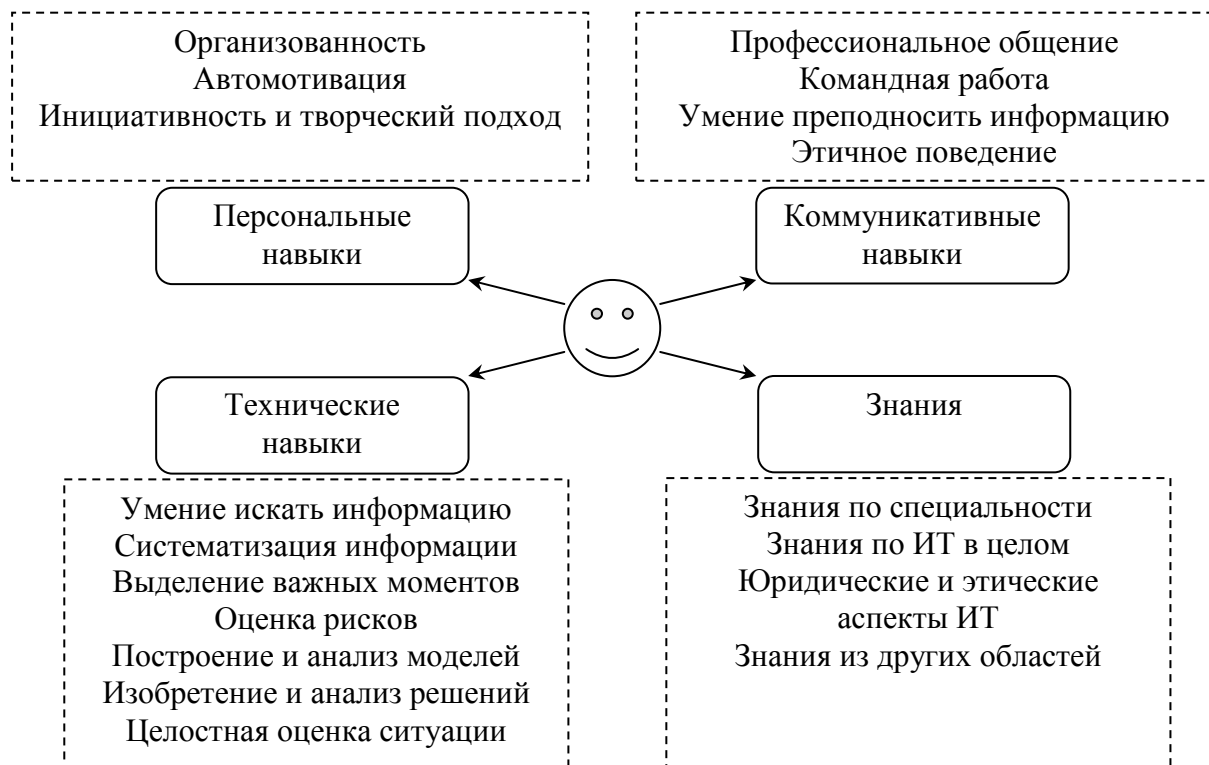 Организованность
Автомотивация
Инициативность и творческий подход
Профессиональное общение
Командная работа
Умение преподносить информацию
Этичное поведение
Персональные
навыки
Коммуникативные
навыки
Технические
навыки
Знания
Умение искать информацию
Систематизация информации
Выделение важных моментов
Оценка рисков
Построение и анализ моделей
Изобретение и анализ решений
Целостная оценка ситуации
Знания по специальности
Знания по ИТ в целом
Юридические и этические
аспекты ИТ
Знания из других областей